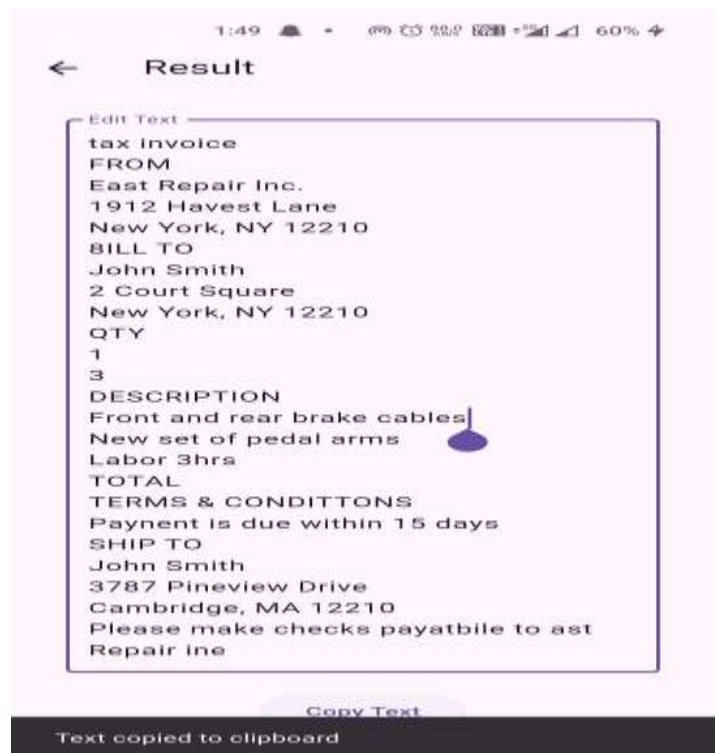 1:49 60%
← Result
Edit Text
tax invoice
FROM
East Repair Inc.
1912 Havest Lane
New York, NY 12210
8ILL TO
John Smith
2 Court Square
New York, NY 12210
QTY
1
3
DESCRIPTION
Front and rear brake cables
New set of pedal arms
Labor 3hrs
TOTAL
TERMS & CONDITTONS
Paynent is due within 15 days
SHIP TO
John Smith
3787 Pineview Drive
Cambridge, MA 12210
Please make checks payatbile to ast
Repair ine
Copy Text
Text copied to clipboard